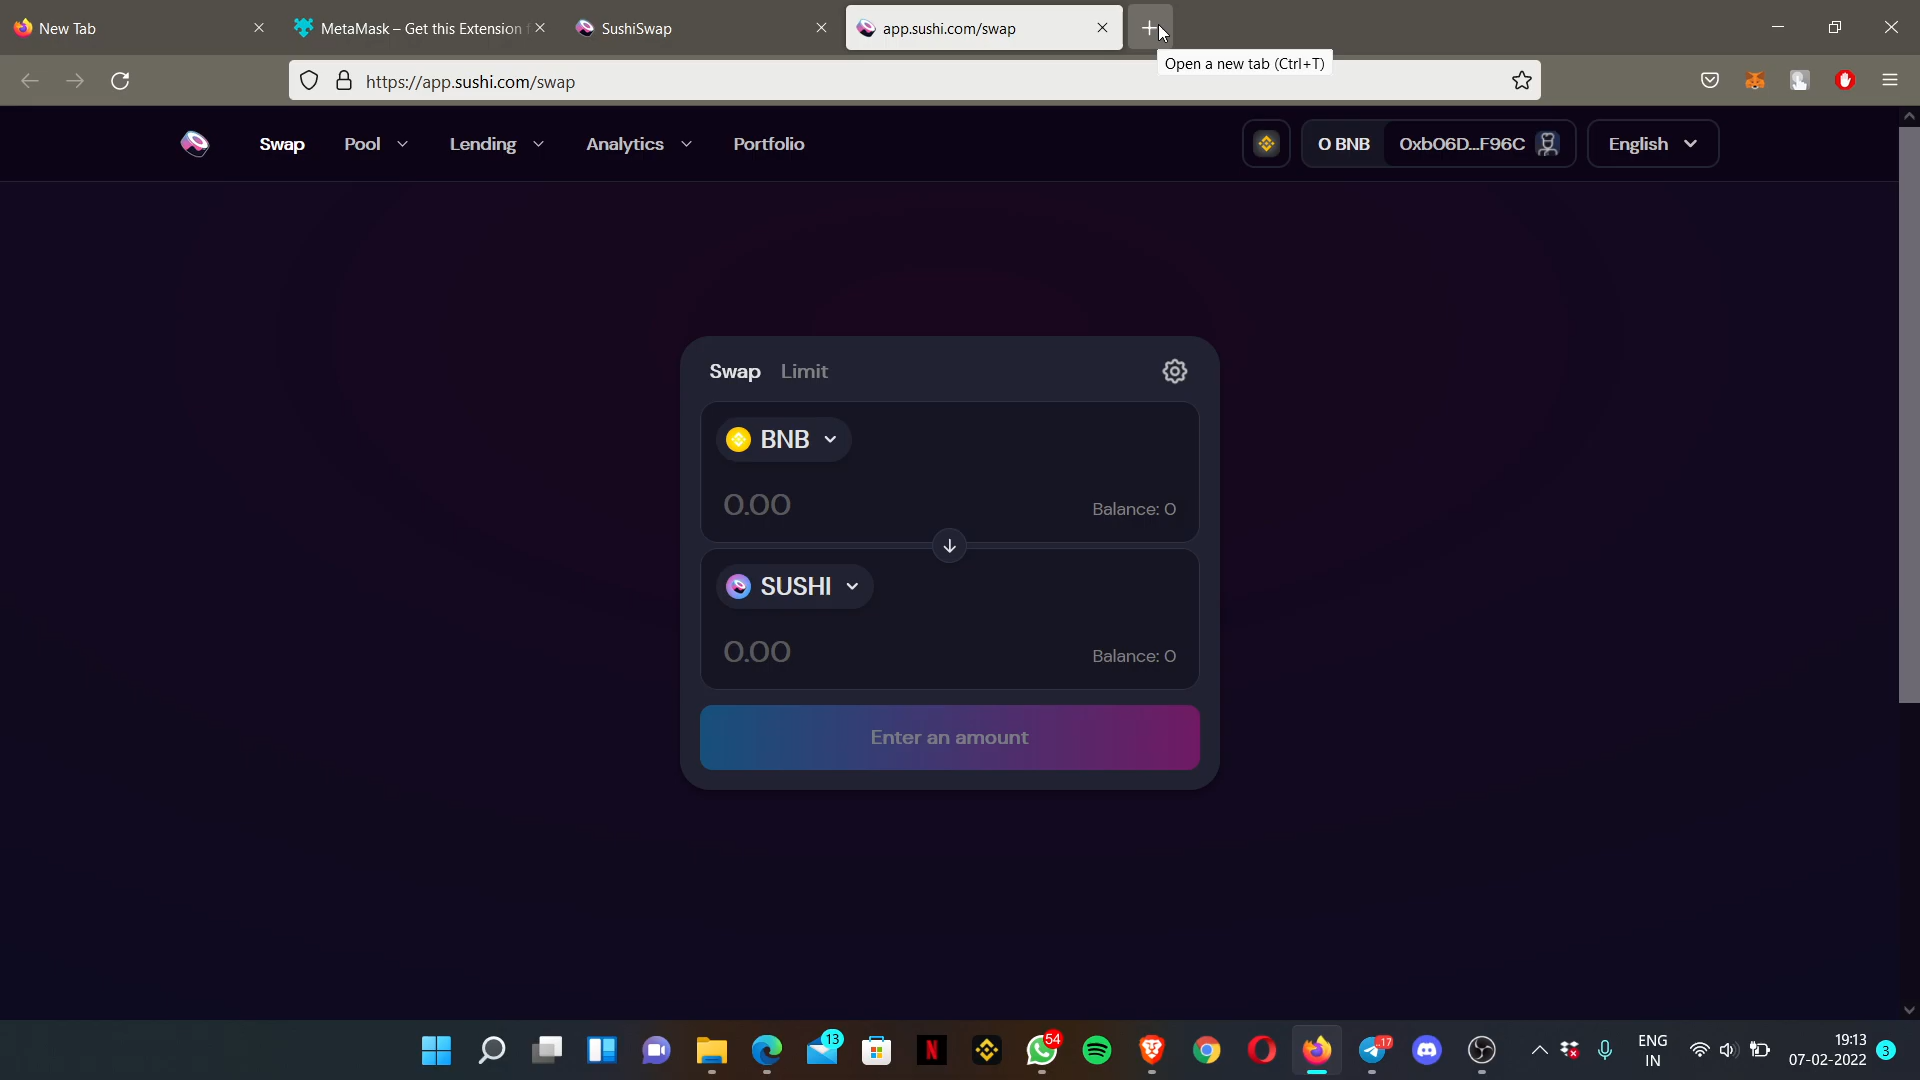 New Tab
MetaMask – Get this Extension f
SushiSwap
app.sushi.com/swap
Open a new tab (Ctrl+T)
https://app.sushi.com/swap
Swap
Pool
Lending
Analytics
Portfolio
0 BNB
0xb06D...F96C
English
Swap
Limit
BNB
0.00
Balance: 0
SUSHI
0.00
Balance: 0
Enter an amount
13
N
54
..17
ENG
IN
19:13
07-02-2022
3